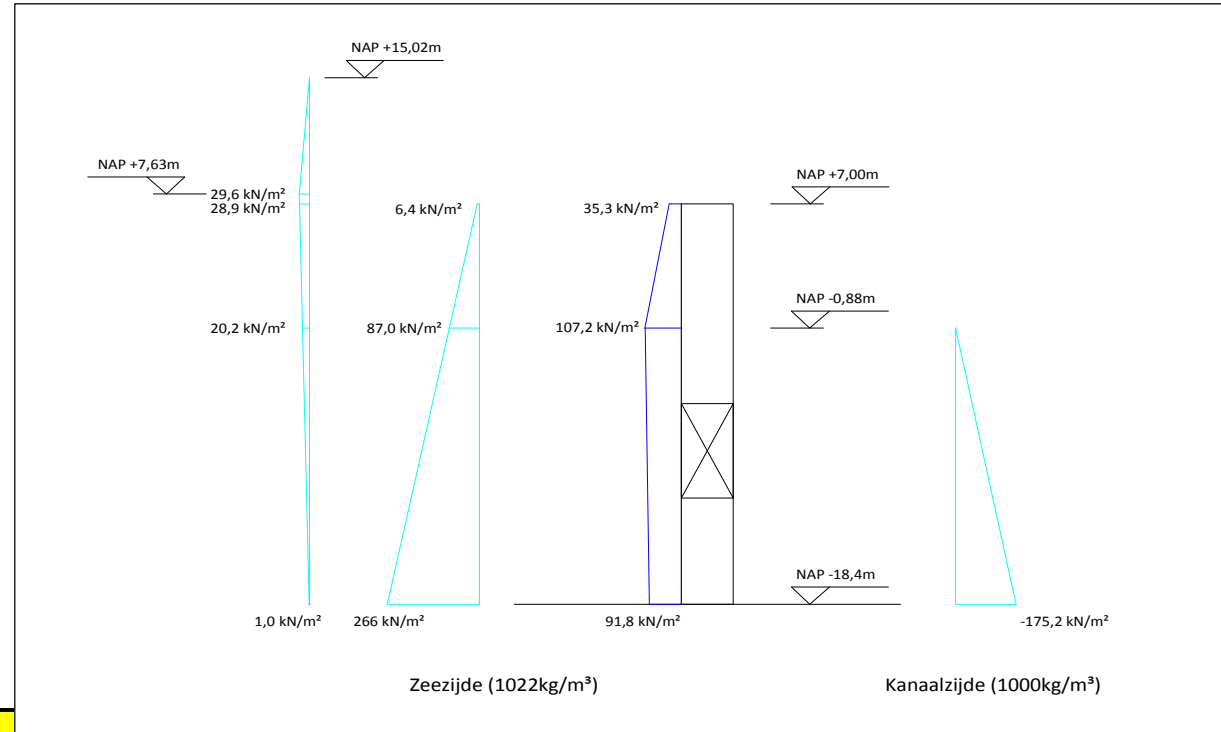 NAP +15,02m
NAP +7,63m
NAP +7,00m
29,6 kN/m²
28,9 kN/m²
6,4 kN/m²
35,3 kN/m²
NAP -0,88m
20,2 kN/m²
87,0 kN/m²
107,2 kN/m²
NAP -18,4m
1,0 kN/m²
266 kN/m²
91,8 kN/m²
-175,2 kN/m²
Zeezijde (1022kg/m³)
Kanaalzijde (1000kg/m³)